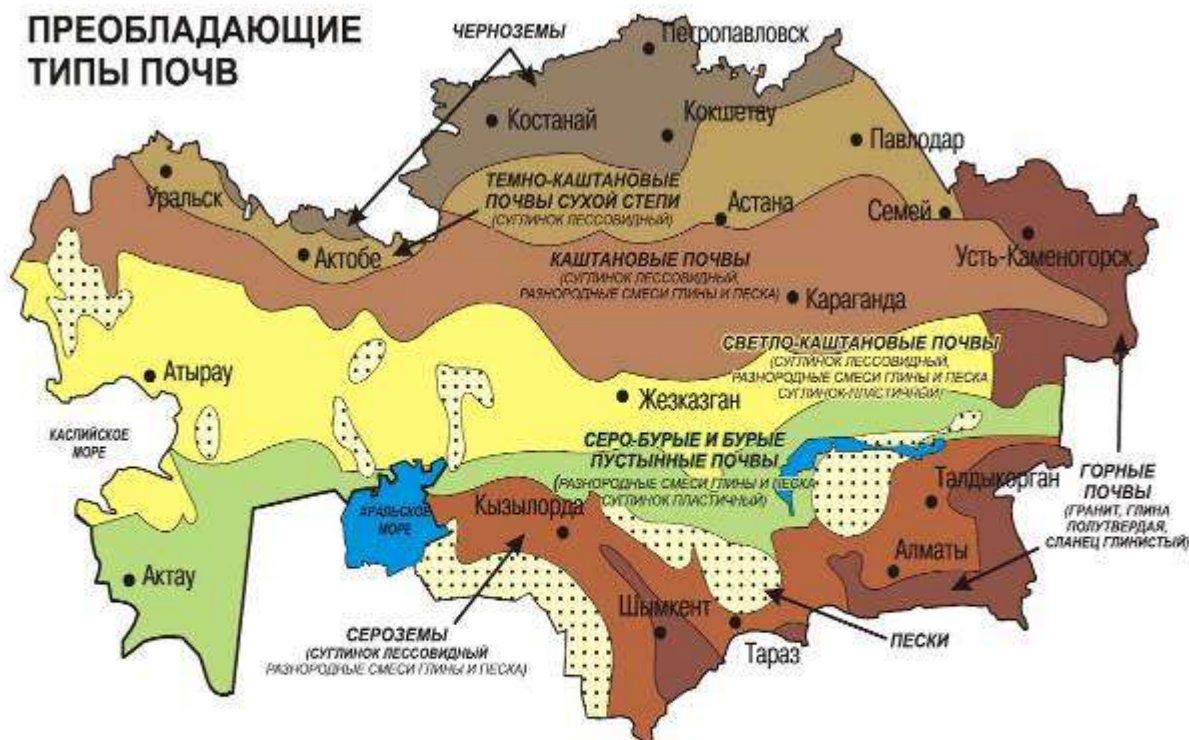 ПРЕОБЛАДАЮЩИЕ
ТИПЫ ПОЧВ
ЧЕРНОЗЕМЫ
Петропавловск
Костанай
Кокшетау
Павлодар
Уральск
ТЕМНО-КАШТАНОВЫЕ
ПОЧВЫ СУХОЙ СТЕПИ
(СУГЛИНОК ЛЕССОВИДНЫЙ)
Астана
Семей
Актобе
Усть-Каменогорск
КАШТАНОВЫЕ ПОЧВЫ
(СУГЛИНОК ЛЕССОВИДНЫЙ,
РАЗНОРОДНЫЕ СМЕСИ ГЛИНЫ И ПЕСКА)
Караганда
СВЕТЛО-КАШТАНОВЫЕ ПОЧВЫ
(СУГЛИНОК ЛЕССОВИДНЫЙ,
РАЗНОРОДНЫЕ СМЕСИ ГЛИНЫ И ПЕСКА
СУГЛИНОК-ПЛАСТИЧНЫЙ)
Атырау
Жезказган
КАСПИЙСКОЕ
МОРЕ
СЕРО-БУРЫЕ И БУРЫЕ
ПУСТЫННЫЕ ПОЧВЫ
(РАЗНОРОДНЫЕ СМЕСИ ГЛИНЫ И ПЕСКА
СУГЛИНОК ПЛАСТИЧНЫЙ)
Талдыкорган
ГОРНЫЕ
ПОЧВЫ
(ГРАНИТ, ГЛИНА
ПОЛУТВЕРДАЯ,
СЛАНЕЦ ГЛИНИСТЫЙ)
АРАЛЬСКОЕ
МОРЕ
Кызылорда
Алматы
Актау
Шымкент
Тараз
ПЕСКИ
СЕРОЗЕМЫ
(СУГЛИНОК ЛЕССОВИДНЫЙ
РАЗНОРОДНЫЕ СМЕСИ ГЛИНЫ И ПЕСКА)